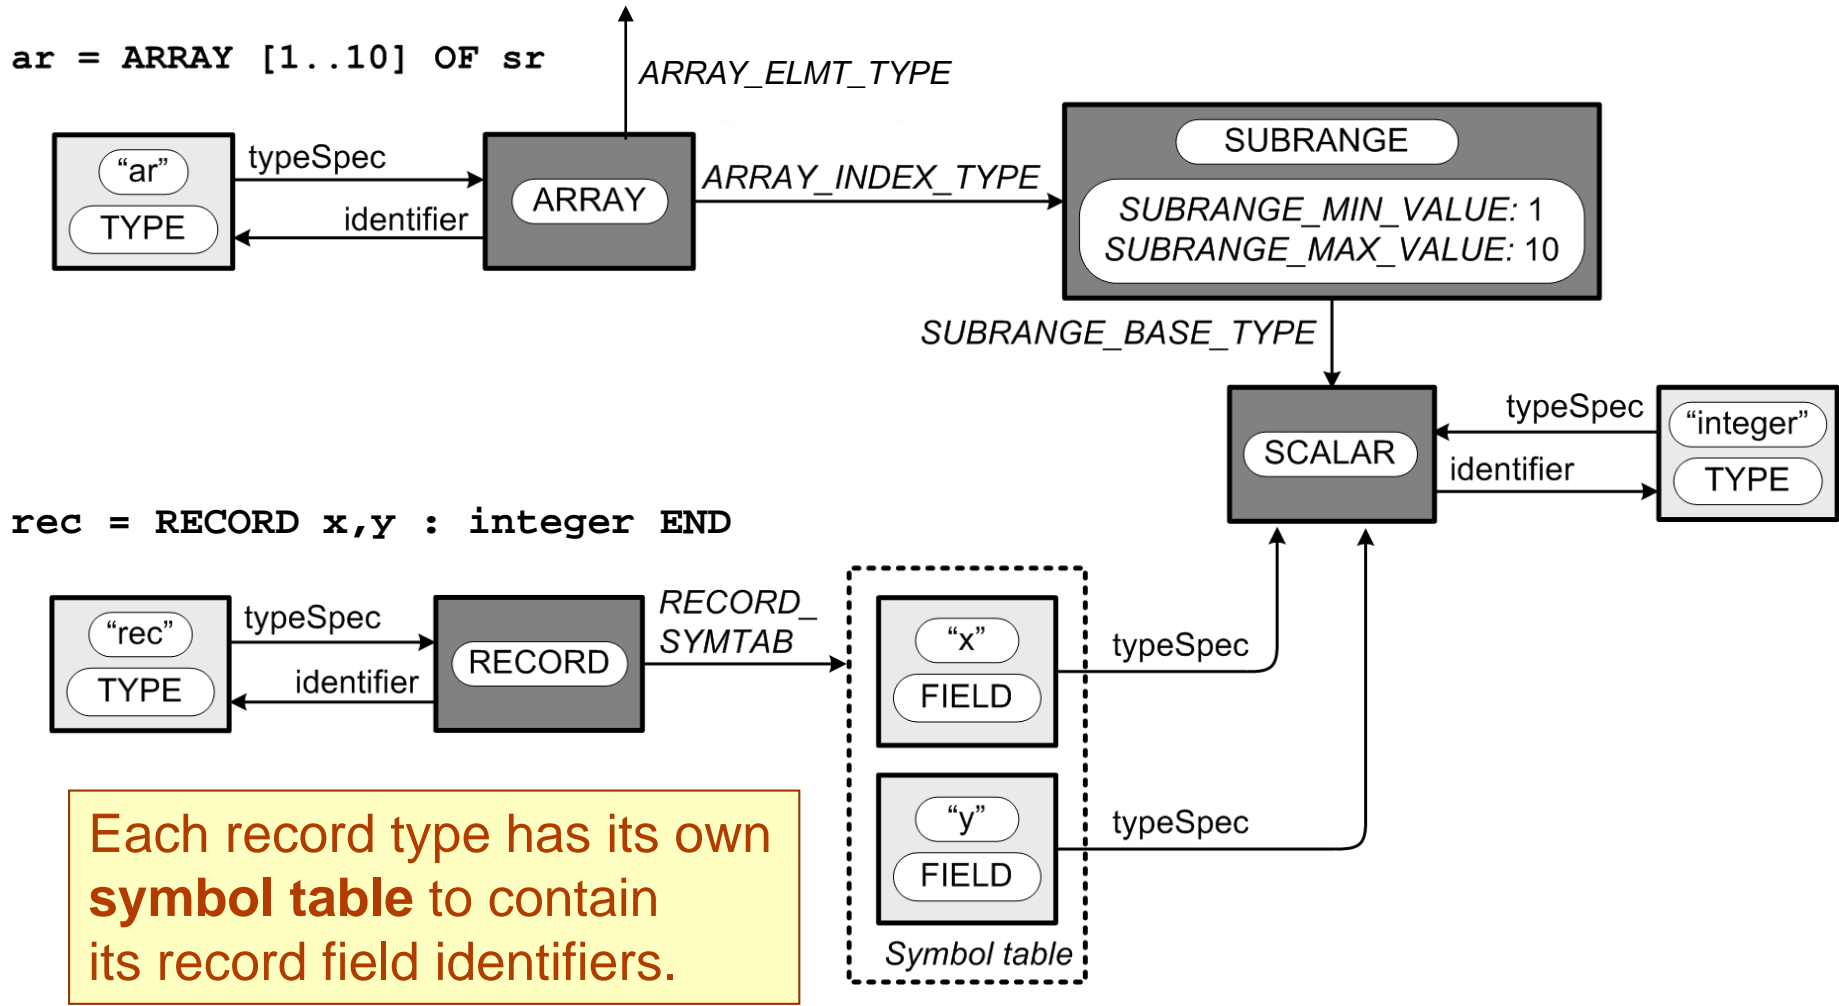 ar = ARRAY [1..10] OF sr
ARRAY_ELMT_TYPE
“ar”
TYPE
typeSpec
identifier
ARRAY
ARRAY_INDEX_TYPE
SUBRANGE
SUBRANGE_MIN_VALUE: 1
SUBRANGE_MAX_VALUE: 10
SUBRANGE_BASE_TYPE
SCALAR
typeSpec
identifier
“integer”
TYPE
rec = RECORD x,y : integer END
“rec”
TYPE
typeSpec
identifier
RECORD
RECORD_
SYMTAB
“x”
FIELD
typeSpec
“y”
FIELD
typeSpec
Symbol table
Each record type has its own
symbol table to contain
its record field identifiers.